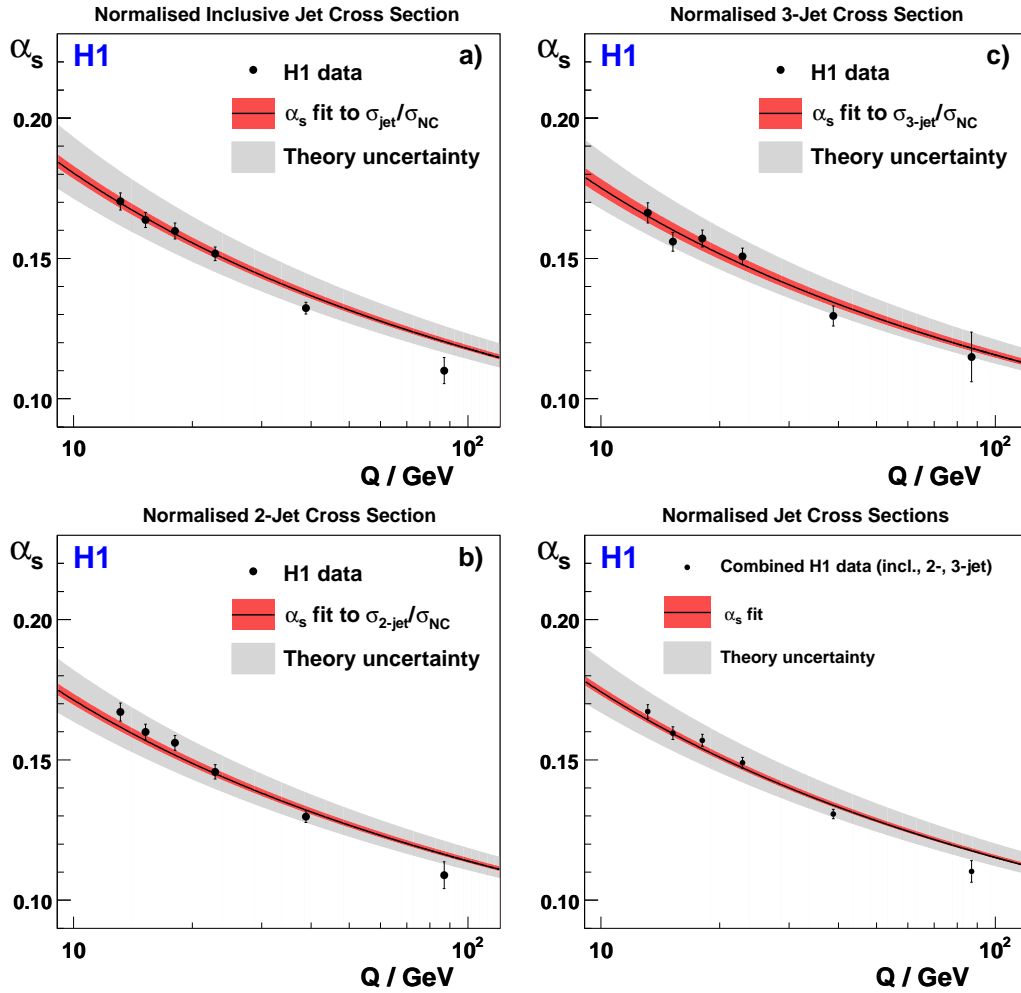 Normalised Inclusive Jet Cross Section
αs
H1
a)
H1 data
αs fit to σjet/σNC
Theory uncertainty
0.20
0.15
0.10
10
10²
Q / GeV
Normalised 3-Jet Cross Section
αs
H1
c)
H1 data
αs fit to σ3-jet/σNC
Theory uncertainty
0.20
0.15
0.10
10
10²
Q / GeV
Normalised 2-Jet Cross Section
αs
H1
b)
H1 data
αs fit to σ2-jet/σNC
Theory uncertainty
0.20
0.15
0.10
10
10²
Q / GeV
Normalised Jet Cross Sections
αs
H1
Combined H1 data (incl., 2-, 3-jet)
αs fit
Theory uncertainty
0.20
0.15
0.10
10
10²
Q / GeV